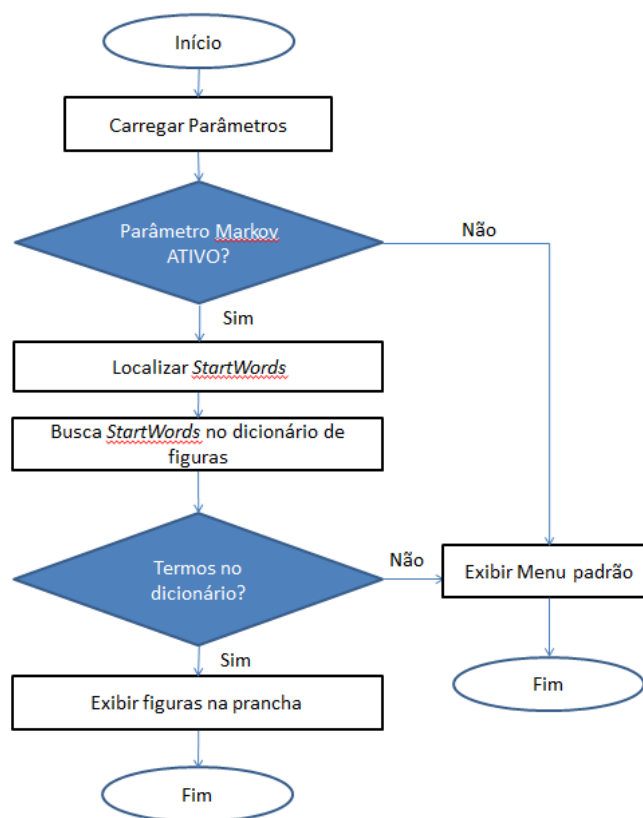 Início
Carregar Parâmetros
Parâmetro Markov
ATIVO?
Não
Sim
Localizar StartWords
Busca StartWords no dicionário de
figuras
Termos no
dicionário?
Não
Exibir Menu padrão
Sim
Exibir figuras na prancha
Fim
Fim